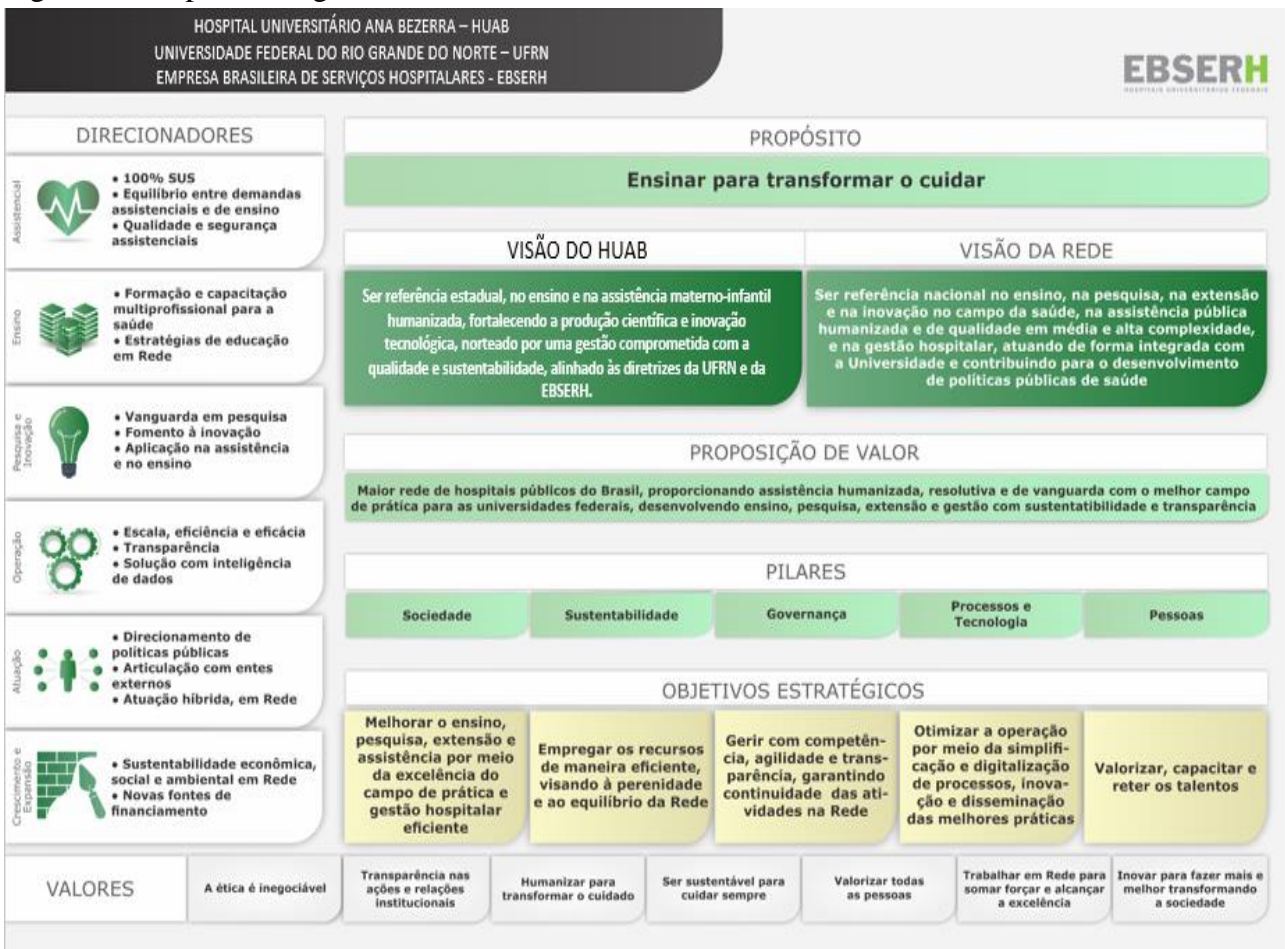 HOSPITAL UNIVERSITÁRIO ANA BEZERRA – HUAB
UNIVERSIDADE FEDERAL DO RIO GRANDE DO NORTE – UFRN
EMPRESA BRASILEIRA DE SERVIÇOS HOSPITALARES - EBSERH
EBSERH
HOSPITAIS UNIVERSITÁRIOS FEDERAIS
DIRECIONADORES
Assistencial
• 100% SUS
• Equilíbrio entre demandas
assistenciais e de ensino
• Qualidade e segurança
assistenciais
Ensino
• Formação e capacitação
multiprofissional para a
saúde
• Estratégias de educação
em Rede
Pesquisa e
Inovação
• Vanguarda em pesquisa
• Fomento à inovação
• Aplicação na assistência
e no ensino
Operação
• Escala, eficiência e eficácia
• Transparência
• Solução com inteligência
de dados
Atuação
• Direcionamento de
políticas públicas
• Articulação com entes
externos
• Atuação híbrida, em Rede
Crescimento e
Expansão
• Sustentabilidade econômica,
social e ambiental em Rede
• Novas fontes de
financiamento
PROPÓSITO
Ensinar para transformar o cuidar
VISÃO DO HUAB
Ser referência estadual, no ensino e na assistência materno-infantil
humanizada, fortalecendo a produção científica e inovação
tecnológica, norteado por uma gestão comprometida com a
qualidade e sustentabilidade, alinhado às diretrizes da UFRN e da
EBSERH.
VISÃO DA REDE
Ser referência nacional no ensino, na pesquisa, na extensão
e na inovação no campo da saúde, na assistência pública
humanizada e de qualidade em média e alta complexidade,
e na gestão hospitalar, atuando de forma integrada com
a Universidade e contribuindo para o desenvolvimento
de políticas públicas de saúde
PROPOSIÇÃO DE VALOR
Maior rede de hospitais públicos do Brasil, proporcionando assistência humanizada, resolutiva e de vanguarda com o melhor campo
de prática para as universidades federais, desenvolvendo ensino, pesquisa, extensão e gestão com sustentatibilidade e transparência
PILARES
Sociedade
Sustentabilidade
Governança
Processos e
Tecnologia
Pessoas
OBJETIVOS ESTRATÉGICOS
Melhorar o ensino,
pesquisa, extensão e
assistência por meio
da excelência do
campo de prática e
gestão hospitalar
eficiente
Empregar os recursos
de maneira eficiente,
visando à perenidade
e ao equilíbrio da Rede
Gerir com competên-
cia, agilidade e trans-
parência, garantindo
continuidade das ati-
vidades na Rede
Otimizar a operação
por meio da simplifi-
cação e digitalização
de processos, inova-
ção e disseminação
das melhores práticas
Valorizar, capacitar e
reter os talentos
VALORES
A ética é inegociável
Transparência nas
ações e relações
institucionais
Humanizar para
transformar o cuidado
Ser sustentável para
cuidar sempre
Valorizar todas
as pessoas
Trabalhar em Rede para
somar forçar e alcançar
a excelência
Inovar para fazer mais e
melhor transformando
a sociedade